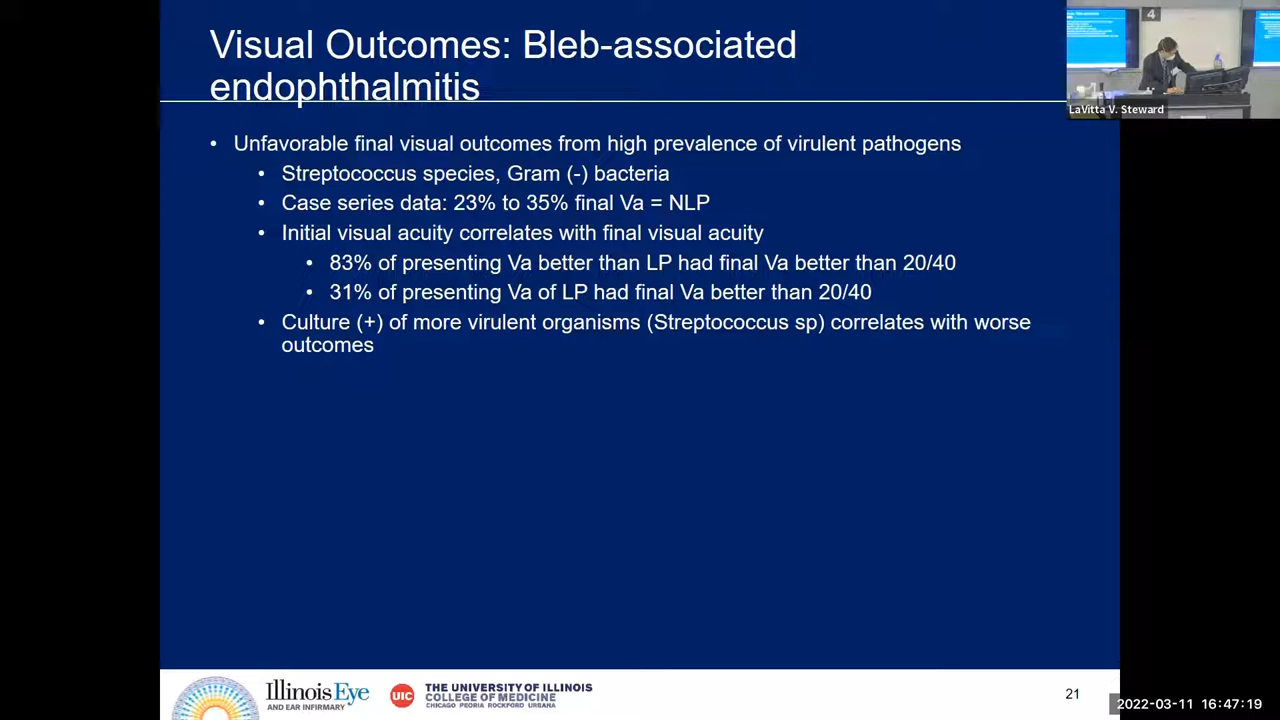 Visual Outcomes: Bleb-associated
endophthalmitis
4
LaVitta V. Steward
• Unfavorable final visual outcomes from high prevalence of virulent pathogens
• Streptococcus species, Gram (-) bacteria
• Case series data: 23% to 35% final Va = NLP
• Initial visual acuity correlates with final visual acuity
• 83% of presenting Va better than LP had final Va better than 20/40
• 31% of presenting Va of LP had final Va better than 20/40
• Culture (+) of more virulent organisms (Streptococcus sp) correlates with worse
outcomes
Illinois Eye
AND EAR INFIRMARY
UIC
THE UNIVERSITY OF ILLINOIS
COLLEGE OF MEDICINE
CHICAGO PEORIA ROCKFORD URBANA
21
2022-03-11 16:47:19